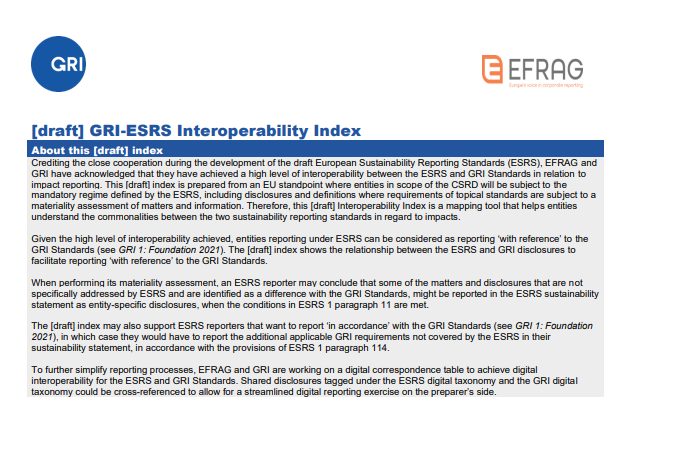 GRI
EFRAG
Europe's voice in corporate reporting
[draft] GRI-ESRS Interoperability Index
About this [draft] index
Crediting the close cooperation during the development of the draft European Sustainability Reporting Standards (ESRS), EFRAG and
GRI have acknowledged that they have achieved a high level of interoperability between the ESRS and GRI Standards in relation to
impact reporting. This [draft] index is prepared from an EU standpoint where entities in scope of the CSRD will be subject to the
mandatory regime defined by the ESRS, including disclosures and definitions where requirements of topical standards are subject to a
materiality assessment of matters and information. Therefore, this [draft] Interoperability Index is a mapping tool that helps entities
understand the commonalities between the two sustainability reporting standards in regard to impacts.
Given the high level of interoperability achieved, entities reporting under ESRS can be considered as reporting 'with reference' to the
GRI Standards (see GRI 1: Foundation 2021). The [draft] index shows the relationship between the ESRS and GRI disclosures to
facilitate reporting 'with reference' to the GRI Standards.
When performing its materiality assessment, an ESRS reporter may conclude that some of the matters and disclosures that are not
specifically addressed by ESRS and are identified as a difference with the GRI Standards, might be reported in the ESRS sustainability
statement as entity-specific disclosures, when the conditions in ESRS 1 paragraph 11 are met.
The [draft] index may also support ESRS reporters that want to report 'in accordance' with the GRI Standards (see GRI 1: Foundation
2021), in which case they would have to report the additional applicable GRI requirements not covered by the ESRS in their
sustainability statement, in accordance with the provisions of ESRS 1 paragraph 114.
To further simplify reporting processes, EFRAG and GRI are working on a digital correspondence table to achieve digital
interoperability for the ESRS and GRI Standards. Shared disclosures tagged under the ESRS digital taxonomy and the GRI digital
taxonomy could be cross-referenced to allow for a streamlined digital reporting exercise on the preparer's side.